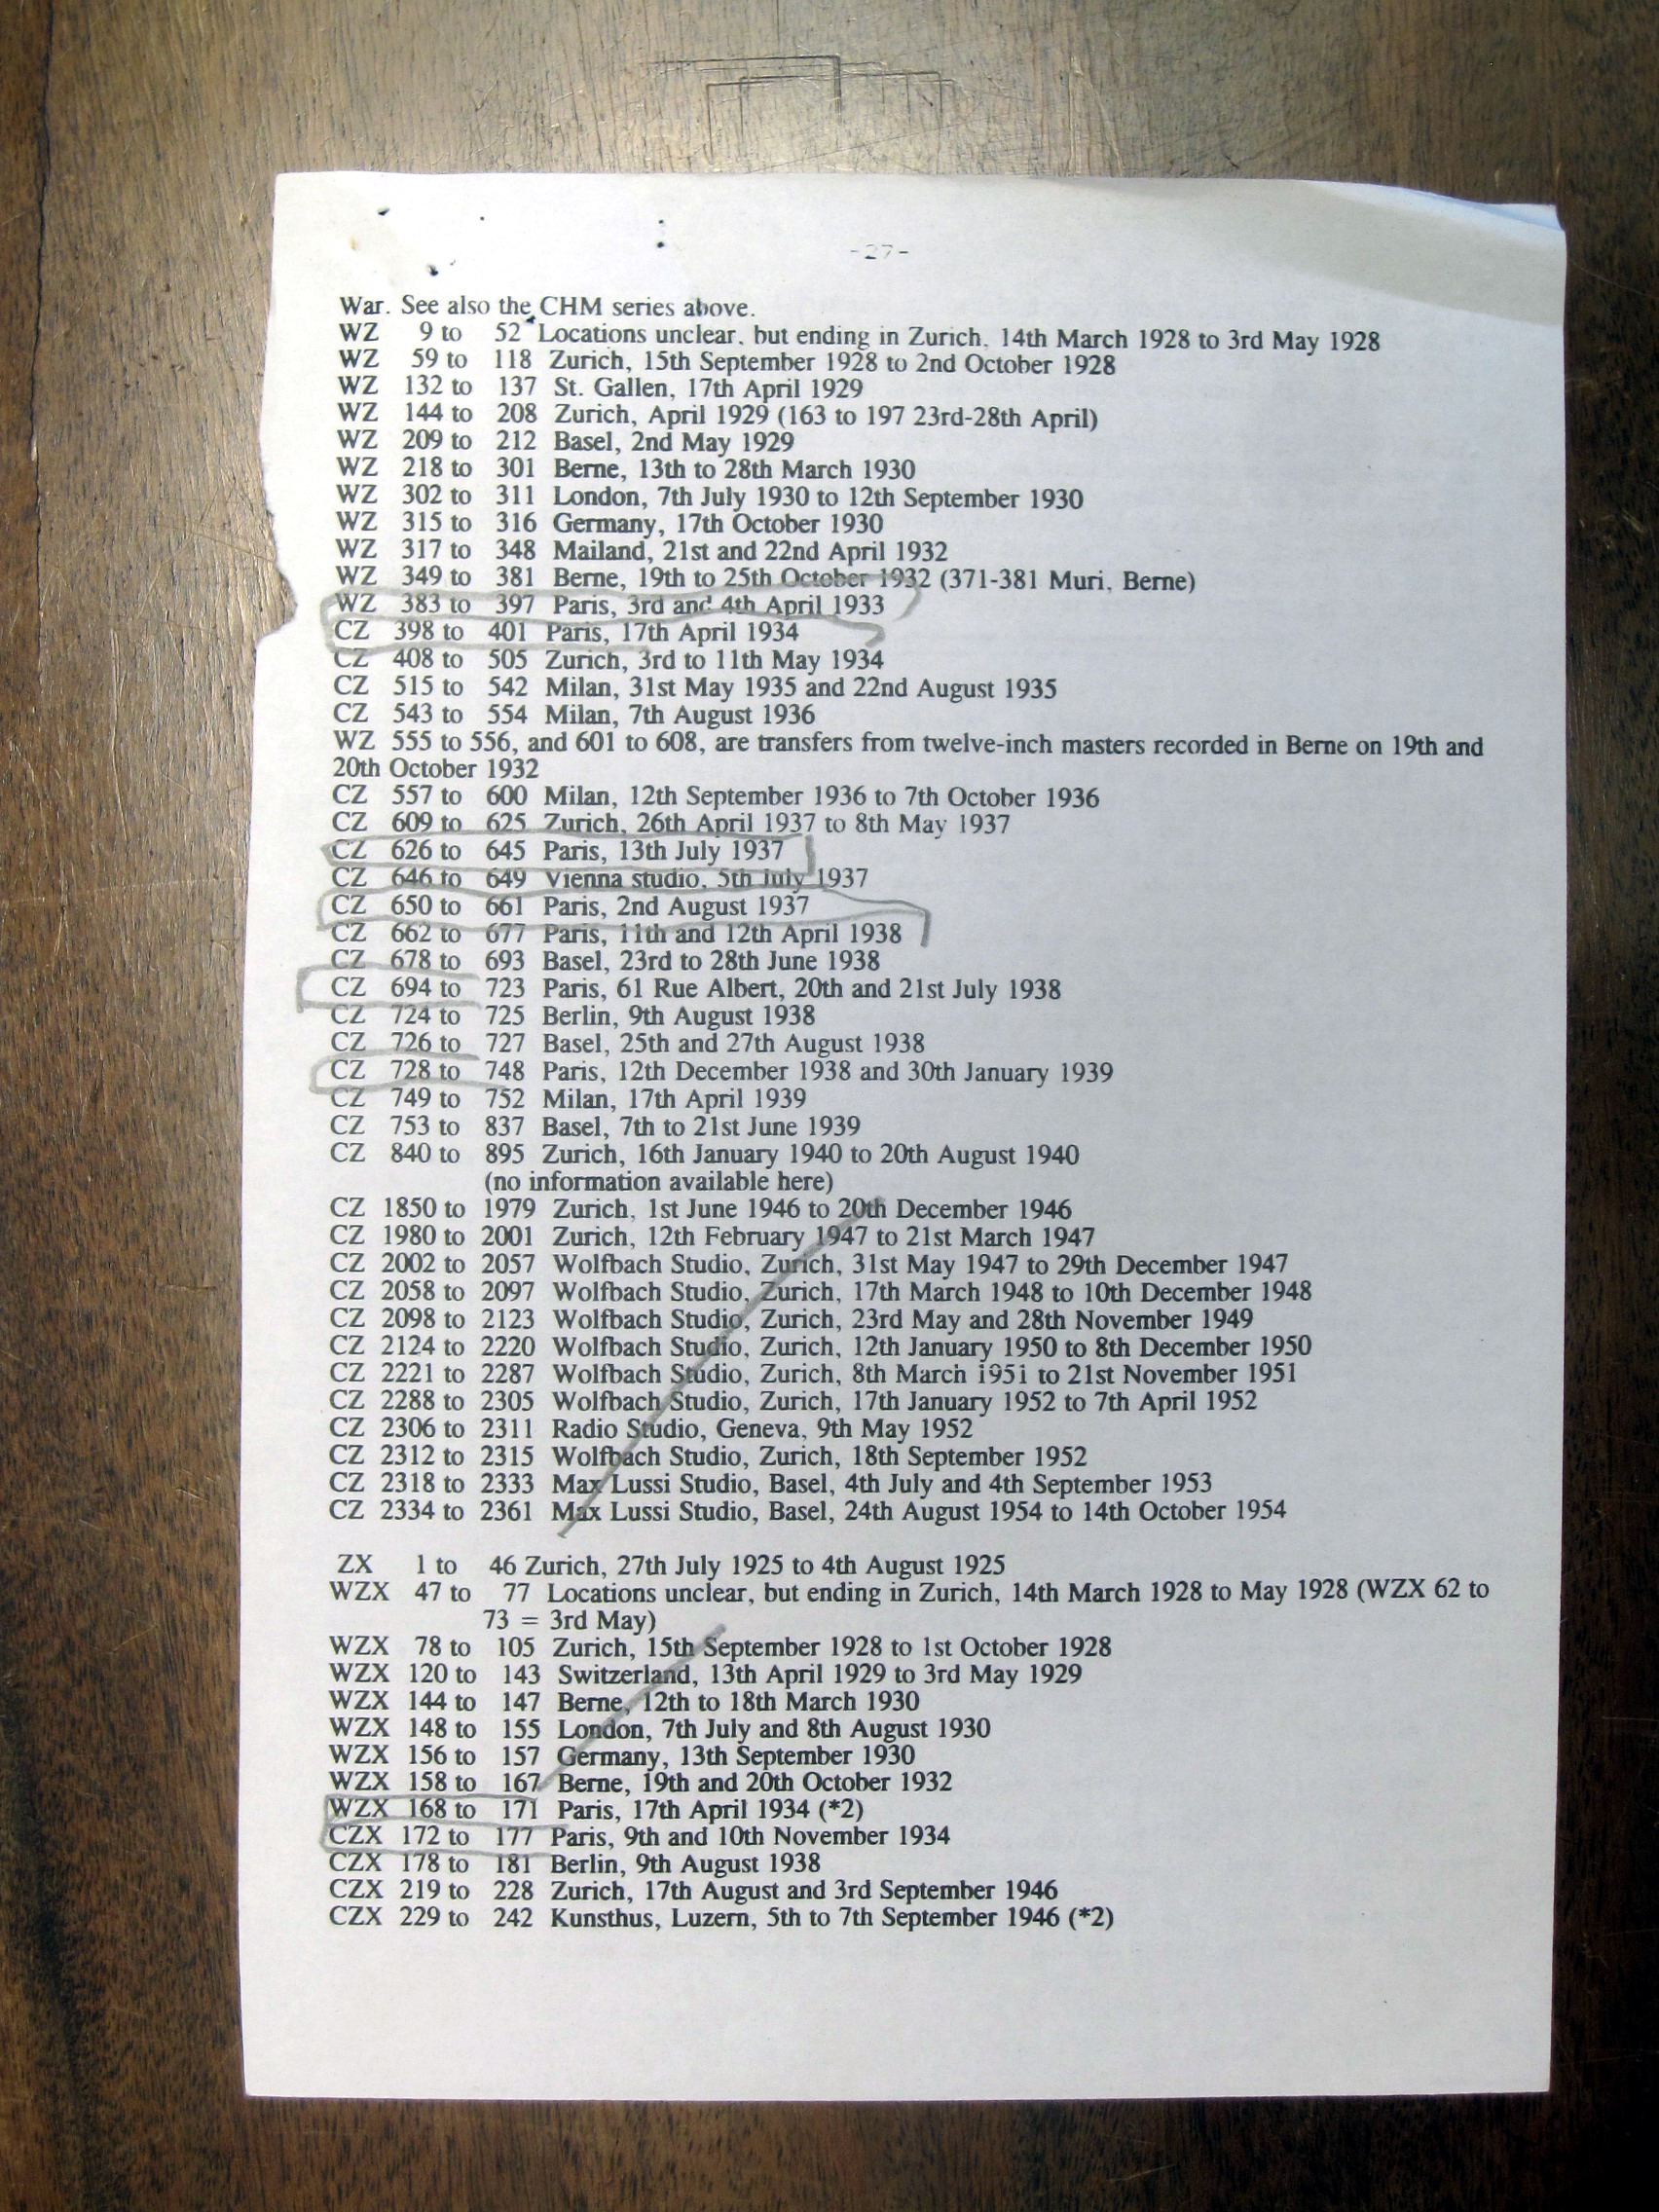 -27-
War. See also the CHM series above.
WZ 9 to 52 Locations unclear, but ending in Zurich, 14th March 1928 to 3rd May 1928
WZ 59 to 118 Zurich, 15th September 1928 to 2nd October 1928
WZ 132 to 137 St. Gallen, 17th April 1929
WZ 144 to 208 Zurich, April 1929 (163 to 197 23rd-28th April)
WZ 209 to 212 Basel, 2nd May 1929
WZ 218 to 301 Berne, 13th to 28th March 1930
WZ 302 to 311 London, 7th July 1930 to 12th September 1930
WZ 315 to 316 Germany, 17th October 1930
WZ 317 to 348 Mailand, 21st and 22nd April 1932
WZ 349 to 381 Berne, 19th to 25th October 1932 (371-381 Muri, Berne)
WZ 383 to 397 Paris, 3rd and 4th April 1933
CZ 398 to 401 Paris, 17th April 1934
CZ 408 to 505 Zurich, 3rd to 11th May 1934
CZ 515 to 542 Milan, 31st May 1935 and 22nd August 1935
CZ 543 to 554 Milan, 7th August 1936
WZ 555 to 556, and 601 to 608, are transfers from twelve-inch masters recorded in Berne on 19th and
20th October 1932
CZ 557 to 600 Milan, 12th September 1936 to 7th October 1936
CZ 609 to 625 Zurich, 26th April 1937 to 8th May 1937
CZ 626 to 645 Paris, 13th July 1937
CZ 646 to 649 Vienna studio, 5th July 1937
CZ 650 to 661 Paris, 2nd August 1937
CZ 662 to 677 Paris, 11th and 12th April 1938
CZ 678 to 693 Basel, 23rd to 28th June 1938
CZ 694 to 723 Paris, 61 Rue Albert, 20th and 21st July 1938
CZ 724 to 725 Berlin, 9th August 1938
CZ 726 to 727 Basel, 25th and 27th August 1938
CZ 728 to 748 Paris, 12th December 1938 and 30th January 1939
CZ 749 to 752 Milan, 17th April 1939
CZ 753 to 837 Basel, 7th to 21st June 1939
CZ 840 to 895 Zurich, 16th January 1940 to 20th August 1940
(no information available here)
CZ 1850 to 1979 Zurich, 1st June 1946 to 20th December 1946
CZ 1980 to 2001 Zurich, 12th February 1947 to 21st March 1947
CZ 2002 to 2057 Wolfbach Studio, Zurich, 31st May 1947 to 29th December 1947
CZ 2058 to 2097 Wolfbach Studio, Zurich, 17th March 1948 to 10th December 1948
CZ 2098 to 2123 Wolfbach Studio, Zurich, 23rd May and 28th November 1949
CZ 2124 to 2220 Wolfbach Studio, Zurich, 12th January 1950 to 8th December 1950
CZ 2221 to 2287 Wolfbach Studio, Zurich, 8th March 1951 to 21st November 1951
CZ 2288 to 2305 Wolfbach Studio, Zurich, 17th January 1952 to 7th April 1952
CZ 2306 to 2311 Radio Studio, Geneva, 9th May 1952
CZ 2312 to 2315 Wolfbach Studio, Zurich, 18th September 1952
CZ 2318 to 2333 Max Lussi Studio, Basel, 4th July and 4th September 1953
CZ 2334 to 2361 Max Lussi Studio, Basel, 24th August 1954 to 14th October 1954
ZX 1 to 46 Zurich, 27th July 1925 to 4th August 1925
WZX 47 to 77 Locations unclear, but ending in Zurich, 14th March 1928 to May 1928 (WZX 62 to
73 = 3rd May)
WZX 78 to 105 Zurich, 15th September 1928 to 1st October 1928
WZX 120 to 143 Switzerland, 13th April 1929 to 3rd May 1929
WZX 144 to 147 Berne, 12th to 18th March 1930
WZX 148 to 155 London, 7th July and 8th August 1930
WZX 156 to 157 Germany, 13th September 1930
WZX 158 to 167 Berne, 19th and 20th October 1932
WZX 168 to 171 Paris, 17th April 1934 (*2)
CZX 172 to 177 Paris, 9th and 10th November 1934
CZX 178 to 181 Berlin, 9th August 1938
CZX 219 to 228 Zurich, 17th August and 3rd September 1946
CZX 229 to 242 Kunsthus, Luzern, 5th to 7th September 1946 (*2)